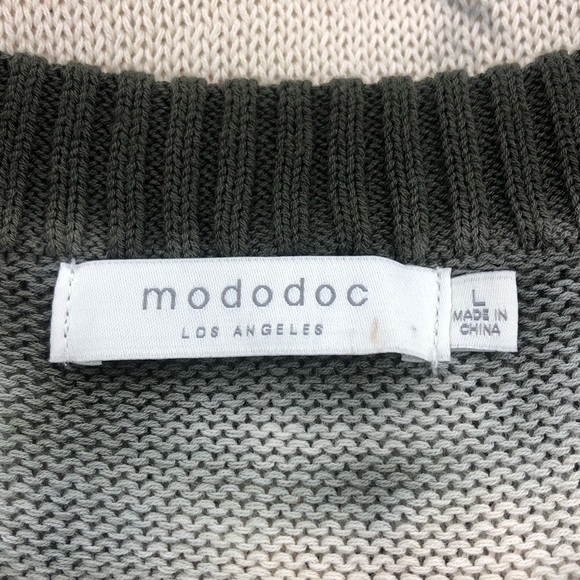 mododoc
LOS ANGELES
L
MADE IN
CHINA